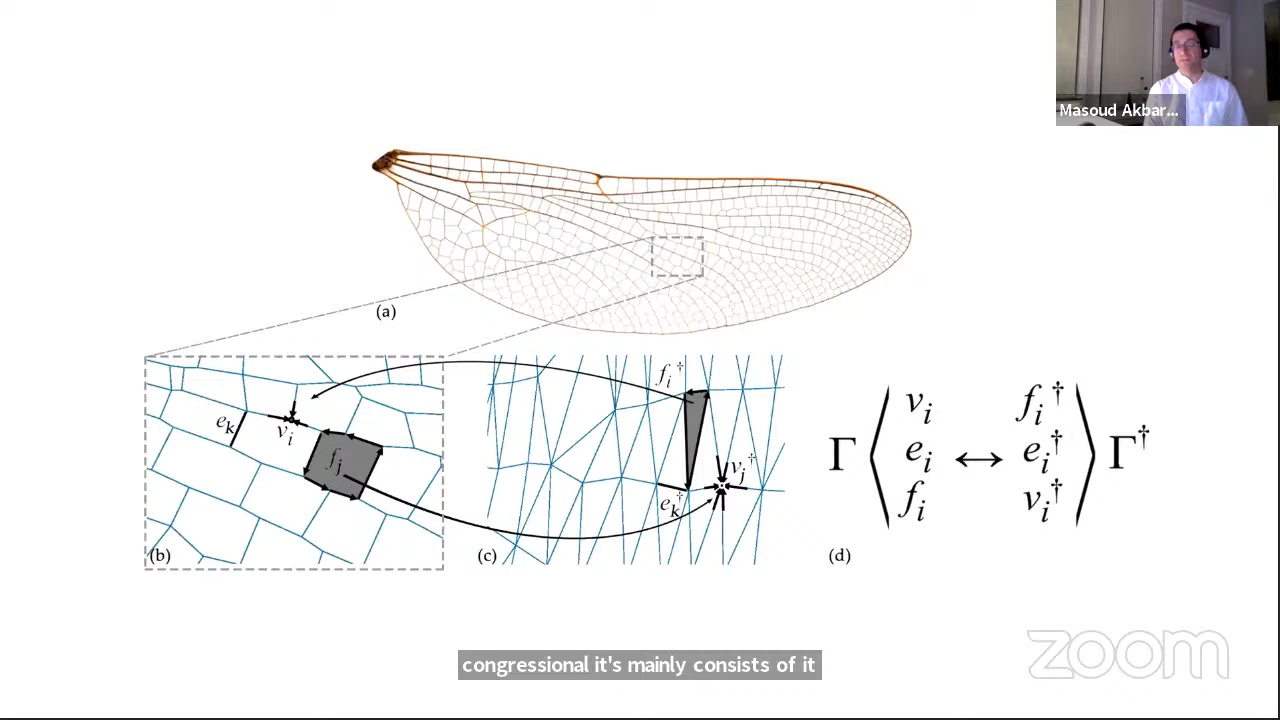 Masoud Akbar...
(a)
f_i†
e_k
v_i
f_j
v_j†
e_k†
Γ ⟨ v_i e_i f_i ↔ f_i† e_i† v_i† ⟩ Γ†
(b)
(c)
(d)
congressional it's mainly consists of it
zoom